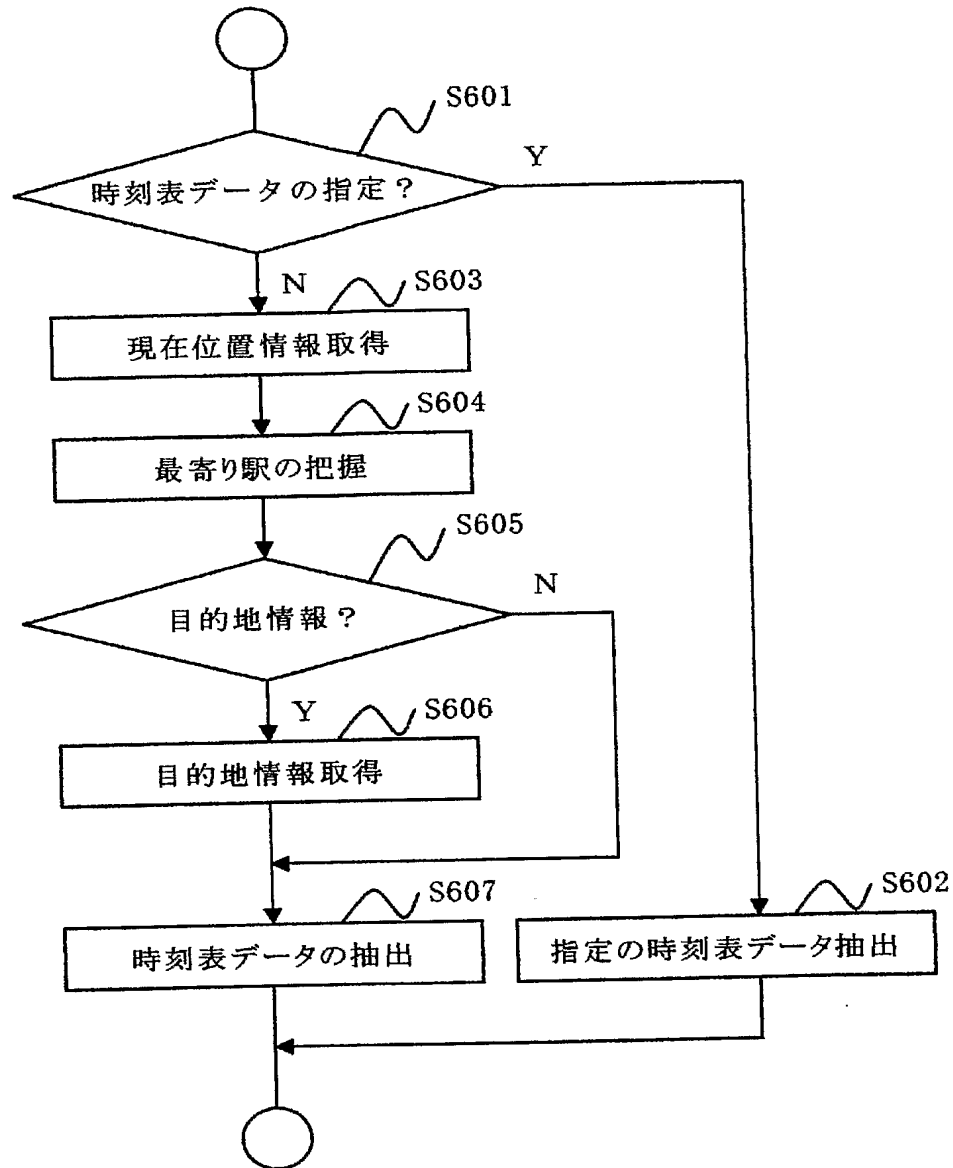 S601
時刻表データの指定？
Y
N
S603
現在位置情報取得
S604
最寄り駅の把握
S605
目的地情報？
N
Y
S606
目的地情報取得
S607
時刻表データの抽出
S602
指定の時刻表データ抽出